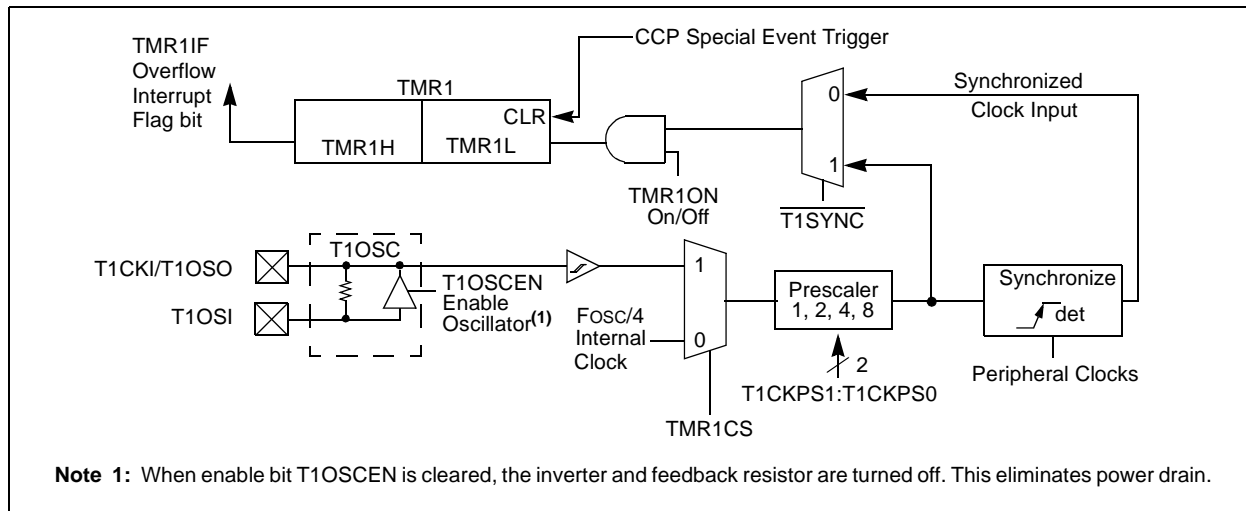 TMR1IF
Overflow
Interrupt
Flag bit
TMR1
CCP Special Event Trigger
CLR
TMR1H
TMR1L
TMR1ON
On/Off
0
1
T1SYNC
Synchronized
Clock Input
T1CKI/T1OSO
T1OSI
T1OSC
T1OSCEN
Enable
Oscillator(1)
FOSC/4
Internal
Clock
1
0
TMR1CS
Prescaler
1, 2, 4, 8
2
T1CKPS1:T1CKPS0
Synchronize
det
Peripheral Clocks
Note 1: When enable bit T1OSCEN is cleared, the inverter and feedback resistor are turned off. This eliminates power drain.